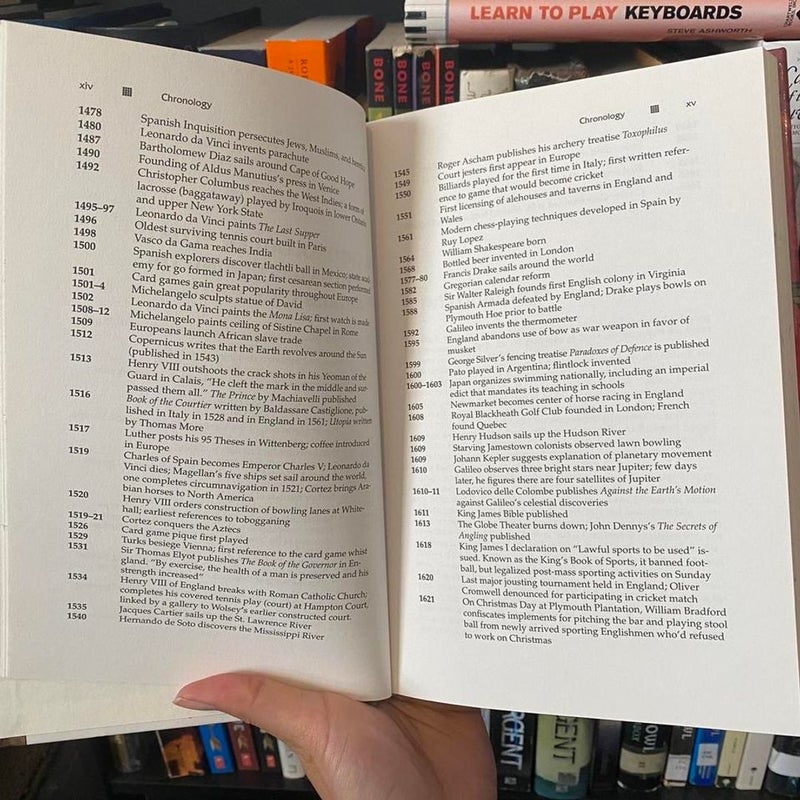 LEARN TO PLAY KEYBOARDS
STEVE ASHWORTH
BONE
BONE
BONE
BONE
xiv Chronology
1478 Spanish Inquisition persecutes Jews, Muslims, and heretics
1480 Leonardo da Vinci invents parachute
1487 Bartholomew Diaz sails around Cape of Good Hope
1490 Founding of Aldus Manutius's press in Venice
1492 Christopher Columbus reaches the West Indies; a form of
lacrosse (baggataway) played by Iroquois in lower Ontario
and upper New York State
1495–97 Leonardo da Vinci paints The Last Supper
1496 Oldest surviving tennis court built in Paris
1498 Vasco da Gama reaches India
1500 Spanish explorers discover tlachtli ball in Mexico; state acad-
emy for go formed in Japan; first cesarean section performed
1501 Card games gain great popularity throughout Europe
1501–4 Michelangelo sculpts statue of David
1502 Leonardo da Vinci paints the Mona Lisa; first watch is made
1508–12 Michelangelo paints ceiling of Sistine Chapel in Rome
1509 Europeans launch African slave trade
1512 Copernicus writes that the Earth revolves around the Sun
(published in 1543)
1513 Henry VIII outshoots the crack shots in his Yeoman of the
Guard in Calais, "He cleft the mark in the middle and sur-
passed them all." The Prince by Machiavelli published
1516 Book of the Courtier written by Baldassare Castiglione, pub-
lished in Italy in 1528 and in England in 1561; Utopia written
by Thomas More
1517 Luther posts his 95 Theses in Wittenberg; coffee introduced
in Europe
1519 Charles of Spain becomes Emperor Charles V; Leonardo da
Vinci dies; Magellan's five ships set sail around the world,
one completes circumnavigation in 1521; Cortez brings Ara-
bian horses to North America
1520 Henry VIII orders construction of bowling lanes at White-
hall; earliest references to tobogganing
1519–21 Cortez conquers the Aztecs
1526 Card game pique first played
1529 Turks besiege Vienna; first reference to the card game whist
1531 Sir Thomas Elyot publishes The Book of the Governor in En-
gland, "By exercise, the health of a man is preserved and his
strength increased"
1534 Henry VIII of England breaks with Roman Catholic Church;
completes his covered tennis play (court) at Hampton Court,
linked by a gallery to Wolsey's earlier constructed court.
1535 Jacques Cartier sails up the St. Lawrence River
1540 Hernando de Soto discovers the Mississippi River
Chronology xv
1545 Roger Ascham publishes his archery treatise Toxophilus
1549 Court jesters first appear in Europe
1550 Billiards played for the first time in Italy; first written refer-
ence to game that would become cricket
1551 First licensing of alehouses and taverns in England and
Wales
1561 Modern chess-playing techniques developed in Spain by
Ruy Lopez
1564 William Shakespeare born
1568 Bottled beer invented in London
1577–80 Francis Drake sails around the world
1582 Gregorian calendar reform
1585 Sir Walter Raleigh founds first English colony in Virginia
1588 Spanish Armada defeated by England; Drake plays bowls on
Plymouth Hoe prior to battle
1592 Galileo invents the thermometer
1595 England abandons use of bow as war weapon in favor of
musket
1599 George Silver's fencing treatise Paradoxes of Defence is published
1600 Pato played in Argentina; flintlock invented
1600–1603 Japan organizes swimming nationally, including an imperial
edict that mandates its teaching in schools
1605 Newmarket becomes center of horse racing in England
1608 Royal Blackheath Golf Club founded in London; French
found Quebec
1609 Henry Hudson sails up the Hudson River
1609 Starving Jamestown colonists observed lawn bowling
1609 Johann Kepler suggests explanation of planetary movement
1610 Galileo observes three bright stars near Jupiter; few days
later, he figures there are four satellites of Jupiter
1610–11 Lodovico delle Colombe publishes Against the Earth's Motion
against Galileo's celestial discoveries
1611 King James Bible published
1613 The Globe Theater burns down; John Dennys's The Secrets of
Angling published
1618 King James I declaration on "Lawful sports to be used" is-
sued. Known as the King's Book of Sports, it banned foot-
ball, but legalized post-mass sporting activities on Sunday
1620 Last major jousting tournament held in England; Oliver
Cromwell denounced for participating in cricket match
1621 On Christmas Day at Plymouth Plantation, William Bradford
confiscates implements for pitching the bar and playing stool
ball from newly arrived sporting Englishmen who'd refused
to work on Christmas